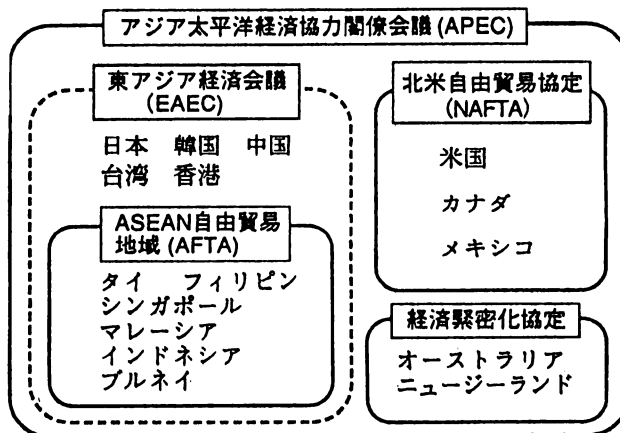 アジア太平洋経済協力閣僚会議(APEC)
東アジア経済会議
(EAEC)
日本 韓国 中国
台湾 香港
ASEAN自由貿易
地域(AFTA)
タイ フィリピン
シンガポール
マレーシア
インドネシア
ブルネイ
北米自由貿易協定
(NAFTA)
米国
カナダ
メキシコ
経済緊密化協定
オーストラリア
ニュージーランド